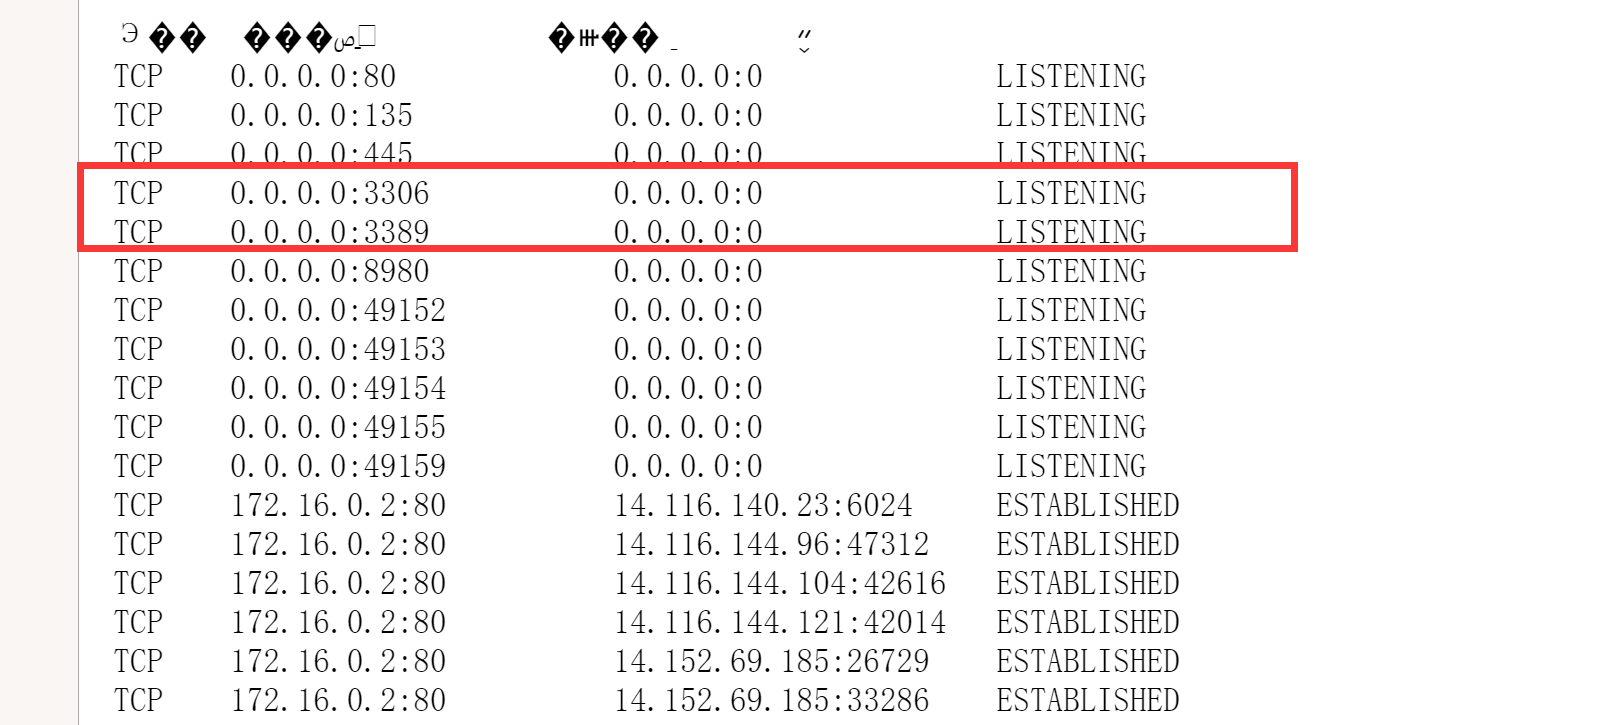 TCP 0.0.0.0:80 0.0.0.0:0 LISTENING
TCP 0.0.0.0:135 0.0.0.0:0 LISTENING
TCP 0.0.0.0:445 0.0.0.0:0 LISTENING
TCP 0.0.0.0:3306 0.0.0.0:0 LISTENING
TCP 0.0.0.0:3389 0.0.0.0:0 LISTENING
TCP 0.0.0.0:8980 0.0.0.0:0 LISTENING
TCP 0.0.0.0:49152 0.0.0.0:0 LISTENING
TCP 0.0.0.0:49153 0.0.0.0:0 LISTENING
TCP 0.0.0.0:49154 0.0.0.0:0 LISTENING
TCP 0.0.0.0:49155 0.0.0.0:0 LISTENING
TCP 0.0.0.0:49159 0.0.0.0:0 LISTENING
TCP 172.16.0.2:80 14.116.140.23:6024 ESTABLISHED
TCP 172.16.0.2:80 14.116.144.96:47312 ESTABLISHED
TCP 172.16.0.2:80 14.116.144.104:42616 ESTABLISHED
TCP 172.16.0.2:80 14.116.144.121:42014 ESTABLISHED
TCP 172.16.0.2:80 14.152.69.185:26729 ESTABLISHED
TCP 172.16.0.2:80 14.152.69.185:33286 ESTABLISHED